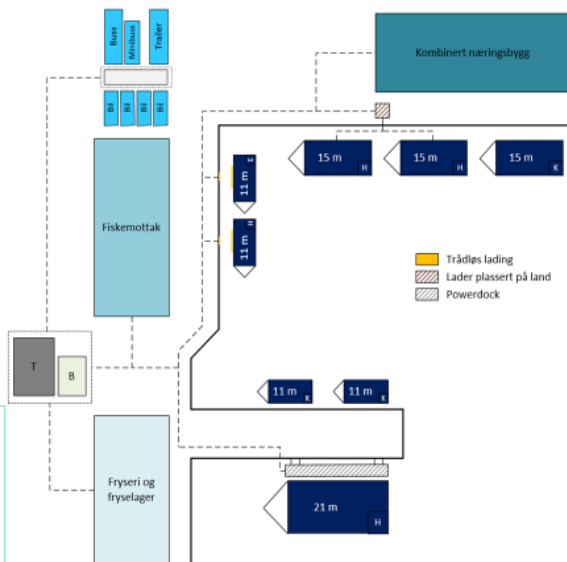 Buss
Minibuss
Trailer
Bil
Bil
Bil
Bil
Kombinert næringsbygg
15 m
H
15 m
H
15 m
K
11 m
E
11 m
H
Fiskemottak
Trådløs lading
Lader plassert på land
Powerdock
T
B
11 m
K
11 m
K
Fryseri og
fryselager
21 m
H